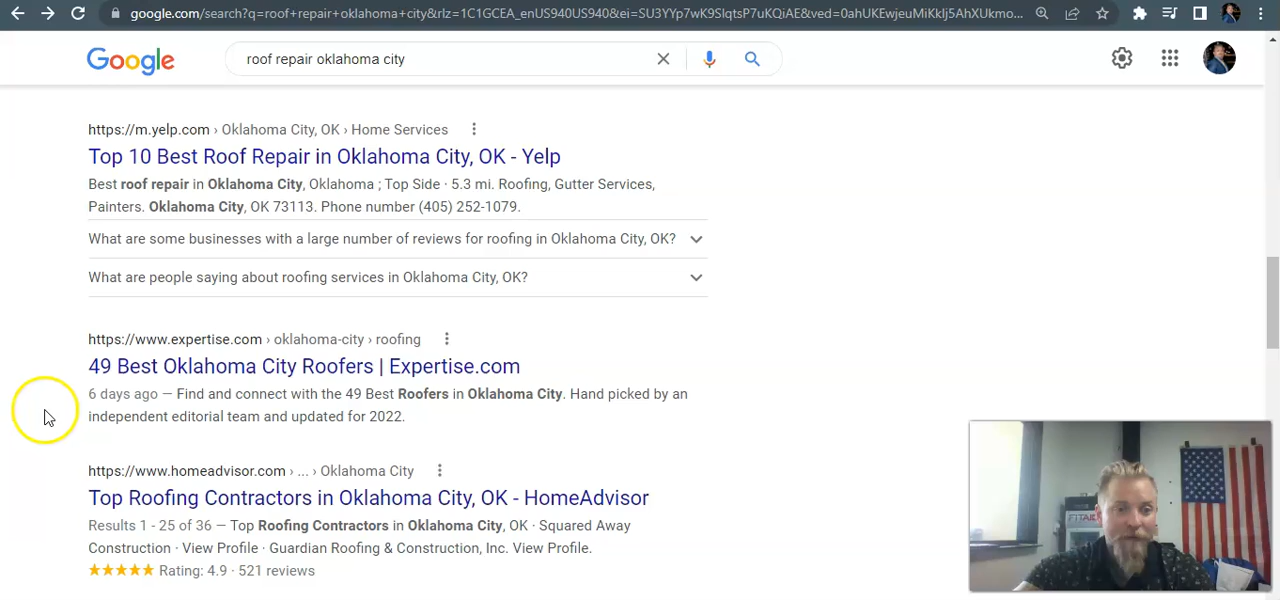 google.com/search?q=roof+repair+oklahoma+city&rlz=1C1GCEA_enUS940US940&ei=SU3YYp7wK9SlqtsP7uKQiAE&ved=0ahUKEwjeuMiKkIj5AhXUkmo...
Google
roof repair oklahoma city
https://m.yelp.com › Oklahoma City, OK › Home Services
Top 10 Best Roof Repair in Oklahoma City, OK - Yelp
Best roof repair in Oklahoma City, Oklahoma ; Top Side · 5.3 mi. Roofing, Gutter Services,
Painters. Oklahoma City, OK 73113. Phone number (405) 252-1079.
What are some businesses with a large number of reviews for roofing in Oklahoma City, OK?
What are people saying about roofing services in Oklahoma City, OK?
https://www.expertise.com › oklahoma-city › roofing
49 Best Oklahoma City Roofers | Expertise.com
6 days ago — Find and connect with the 49 Best Roofers in Oklahoma City. Hand picked by an
independent editorial team and updated for 2022.
https://www.homeadvisor.com › ... › Oklahoma City
Top Roofing Contractors in Oklahoma City, OK - HomeAdvisor
Results 1 - 25 of 36 — Top Roofing Contractors in Oklahoma City, OK · Squared Away
Construction · View Profile · Guardian Roofing & Construction, Inc. View Profile.
Rating: 4.9 · 521 reviews